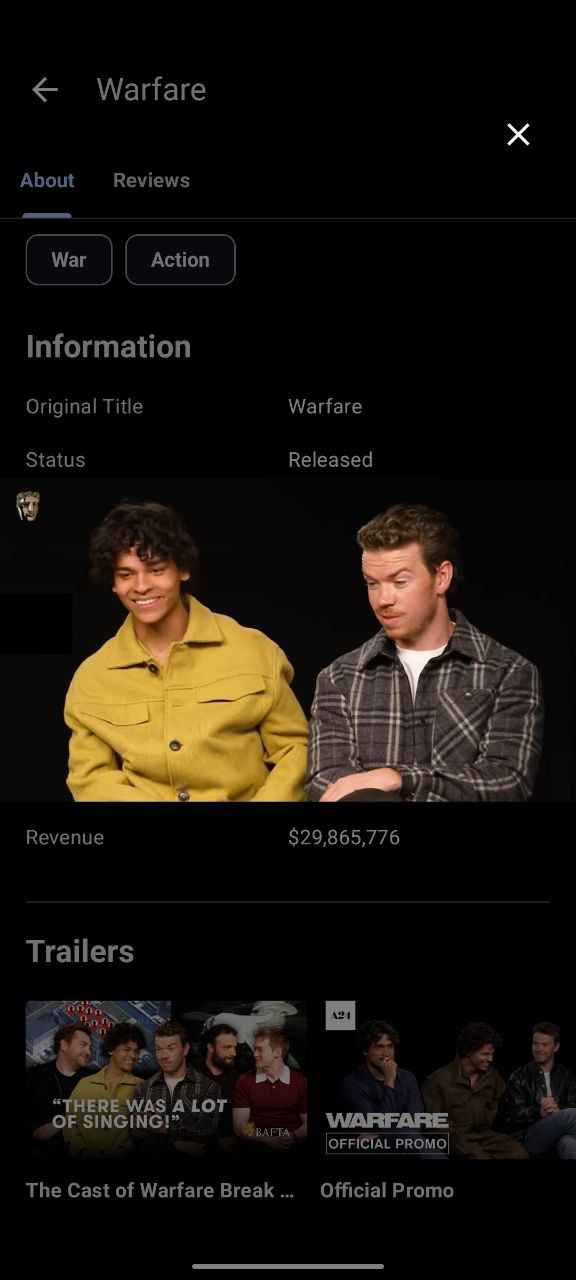 Warfare
About Reviews
War Action
Information
Original Title Warfare
Status Released
Revenue $29,865,776
Trailers
A24
“THERE WAS A LOT
OF SINGING!”
BAFTA
WARFARE
OFFICIAL PROMO
The Cast of Warfare Break ...
Official Promo